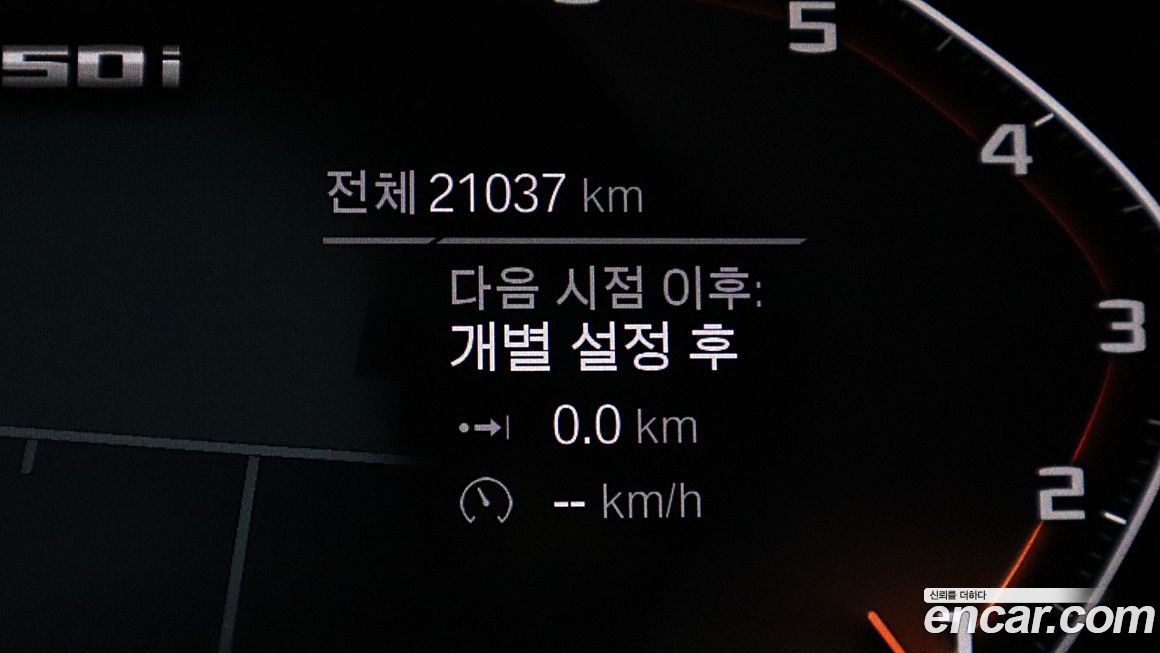 50i
5
4
전체 21037 km
다음 시점 이후:
개별 설정 후
3
0.0 km
2
-- km/h
신뢰를 더하다
encar.com